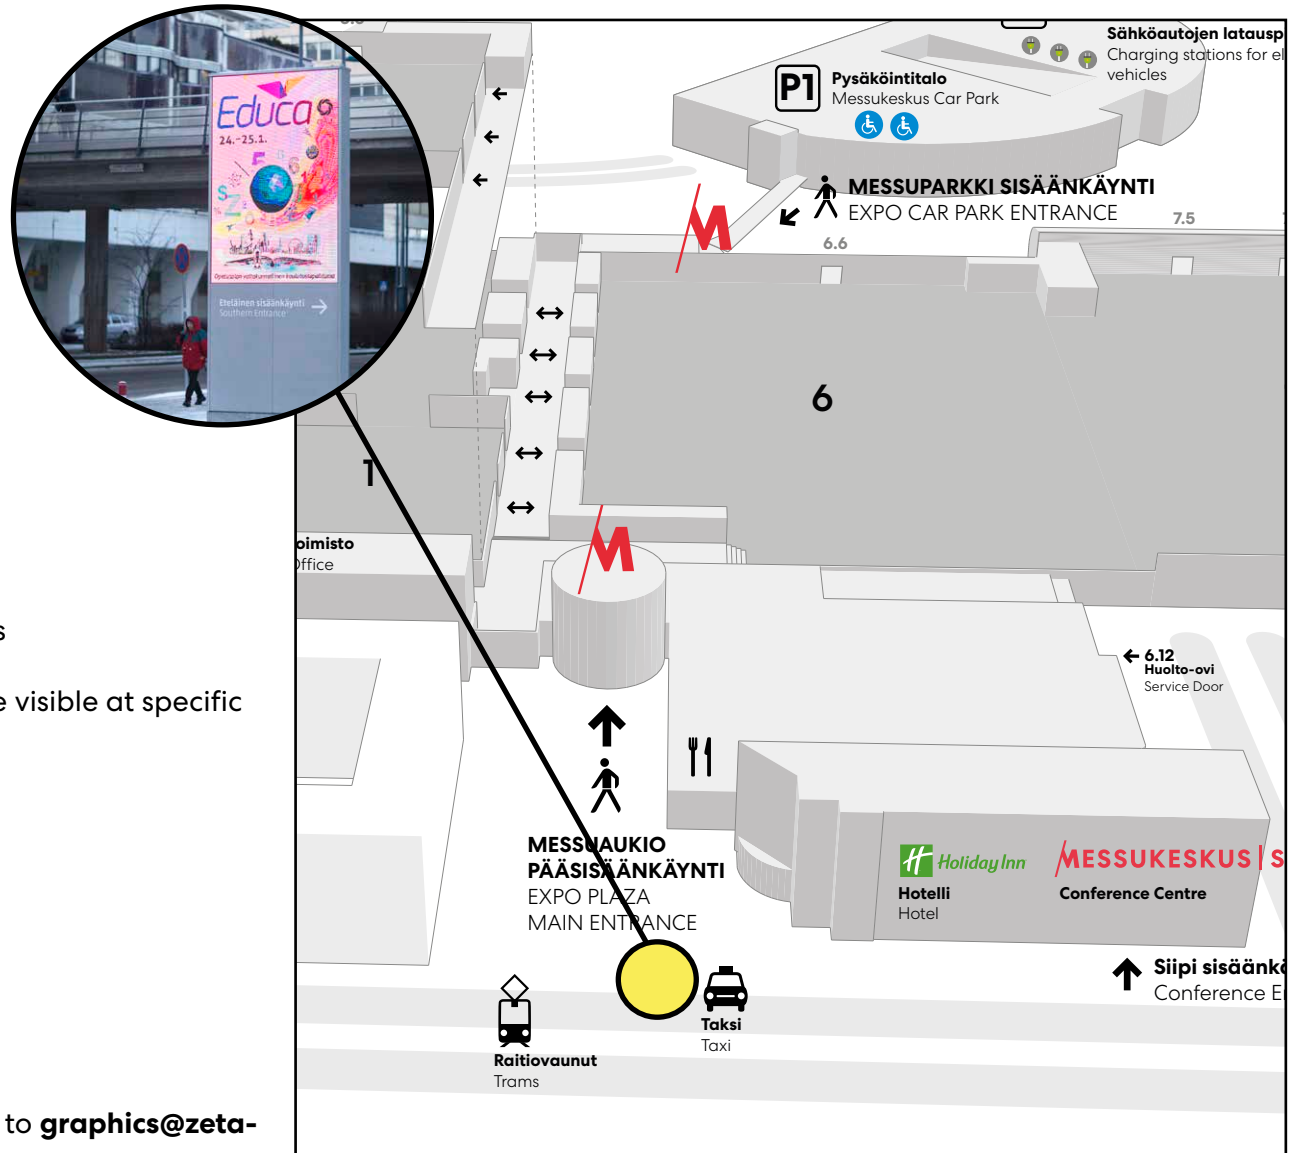 Educa
24.–25.1.
Eteläinen sisäänkäynti
Southern Entrance
Sähköautojen latausp
Charging stations for el
vehicles
P1
Pysäköintitalo
Messukeskus Car Park
MESSUPARKKI SISÄÄNKÄYNTI
EXPO CAR PARK ENTRANCE
7.5
6.6
6
1
oimisto
Office
M
M
6.12
Huolto-ovi
Service Door
s
e visible at specific
MESSUAUKIO
PÄÄSISÄÄNKÄYNTI
EXPO PLAZA
MAIN ENTRANCE
Holiday Inn
Hotelli
Hotel
MESSUKESKUS | S
Conference Centre
Siipi sisäänkä
Conference E
Taksi
Taxi
Raitiovaunut
Trams
to graphics@zeta-